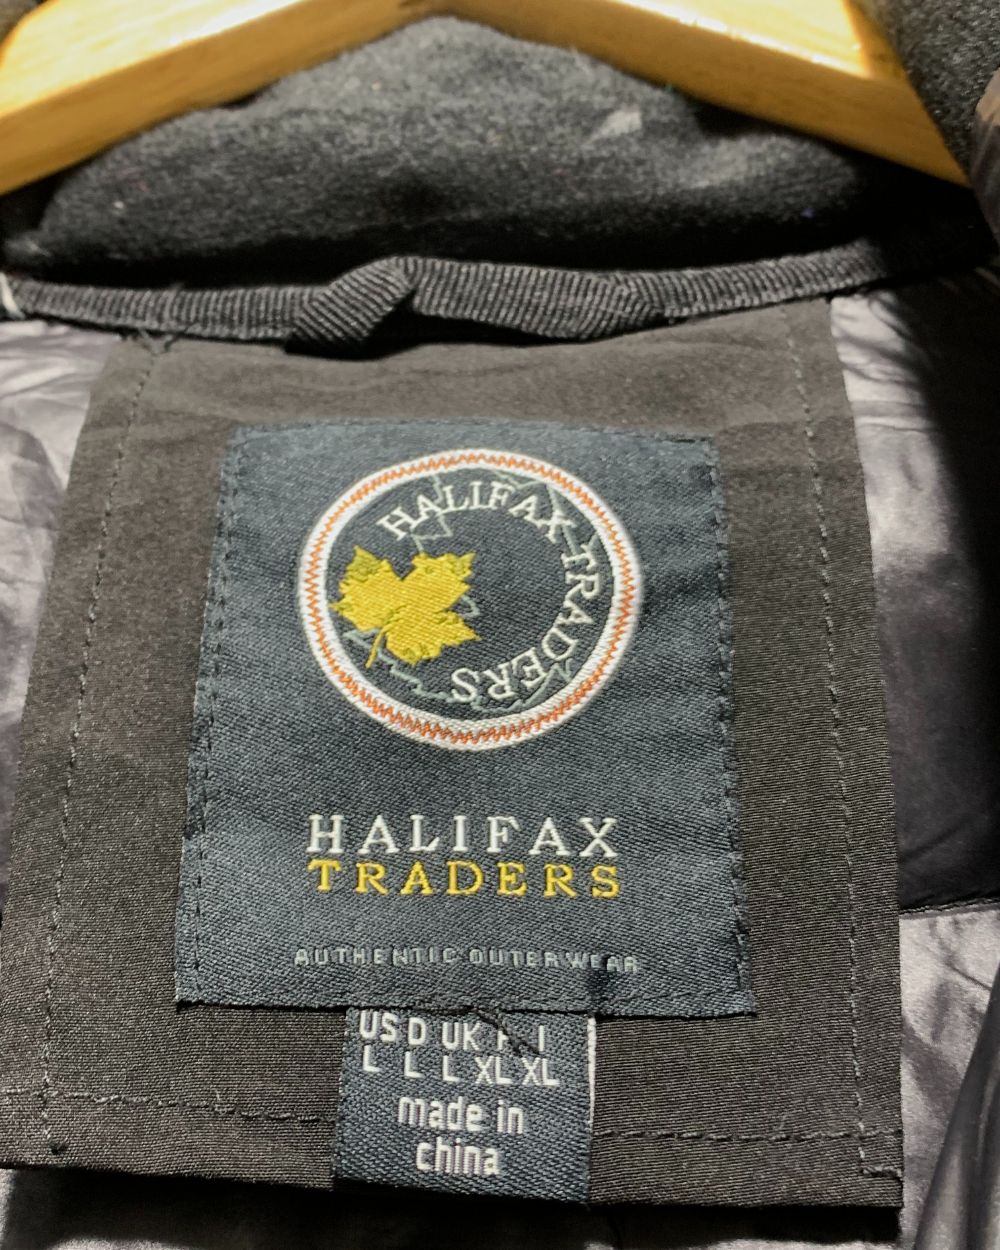 HALIFAX TRADERS
HALIFAX
TRADERS
AUTHENTIC OUTERWEAR
US D UK F I
L L L XL XL
made in
china